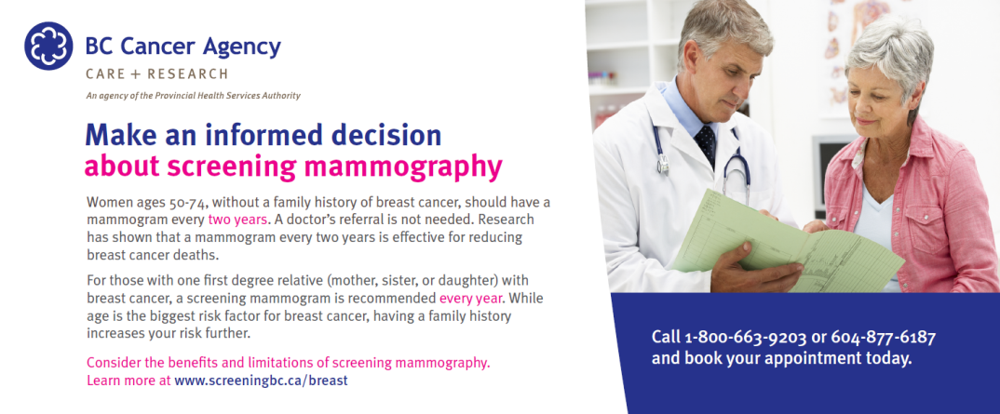 BC Cancer Agency
CARE + RESEARCH
An agency of the Provincial Health Services Authority
Make an informed decision
about screening mammography
Women ages 50-74, without a family history of breast cancer, should have a
mammogram every two years. A doctor's referral is not needed. Research
has shown that a mammogram every two years is effective for reducing
breast cancer deaths.
For those with one first degree relative (mother, sister, or daughter) with
breast cancer, a screening mammogram is recommended every year. While
age is the biggest risk factor for breast cancer, having a family history
increases your risk further.
Consider the benefits and limitations of screening mammography.
Learn more at www.screeningbc.ca/breast
Call 1-800-663-9203 or 604-877-6187
and book your appointment today.